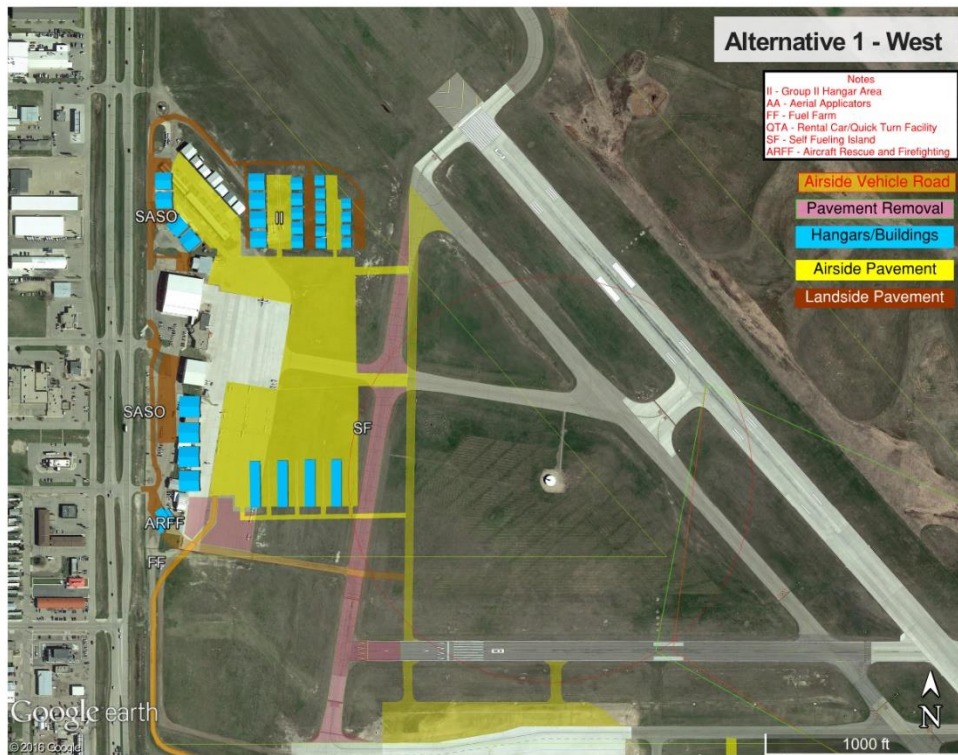 Alternative 1 - West
Notes
II - Group II Hangar Area
AA - Aerial Applicators
FF - Fuel Farm
QTA - Rental Car/Quick Turn Facility
SF - Self Fueling Island
ARFF - Aircraft Rescue and Firefighting
Airside Vehicle Road
Pavement Removal
Hangars/Buildings
Airside Pavement
Landside Pavement
SASO
II
SASO
SF
ARFF
FF
Google earth
© 2016 Google
N
1000 ft